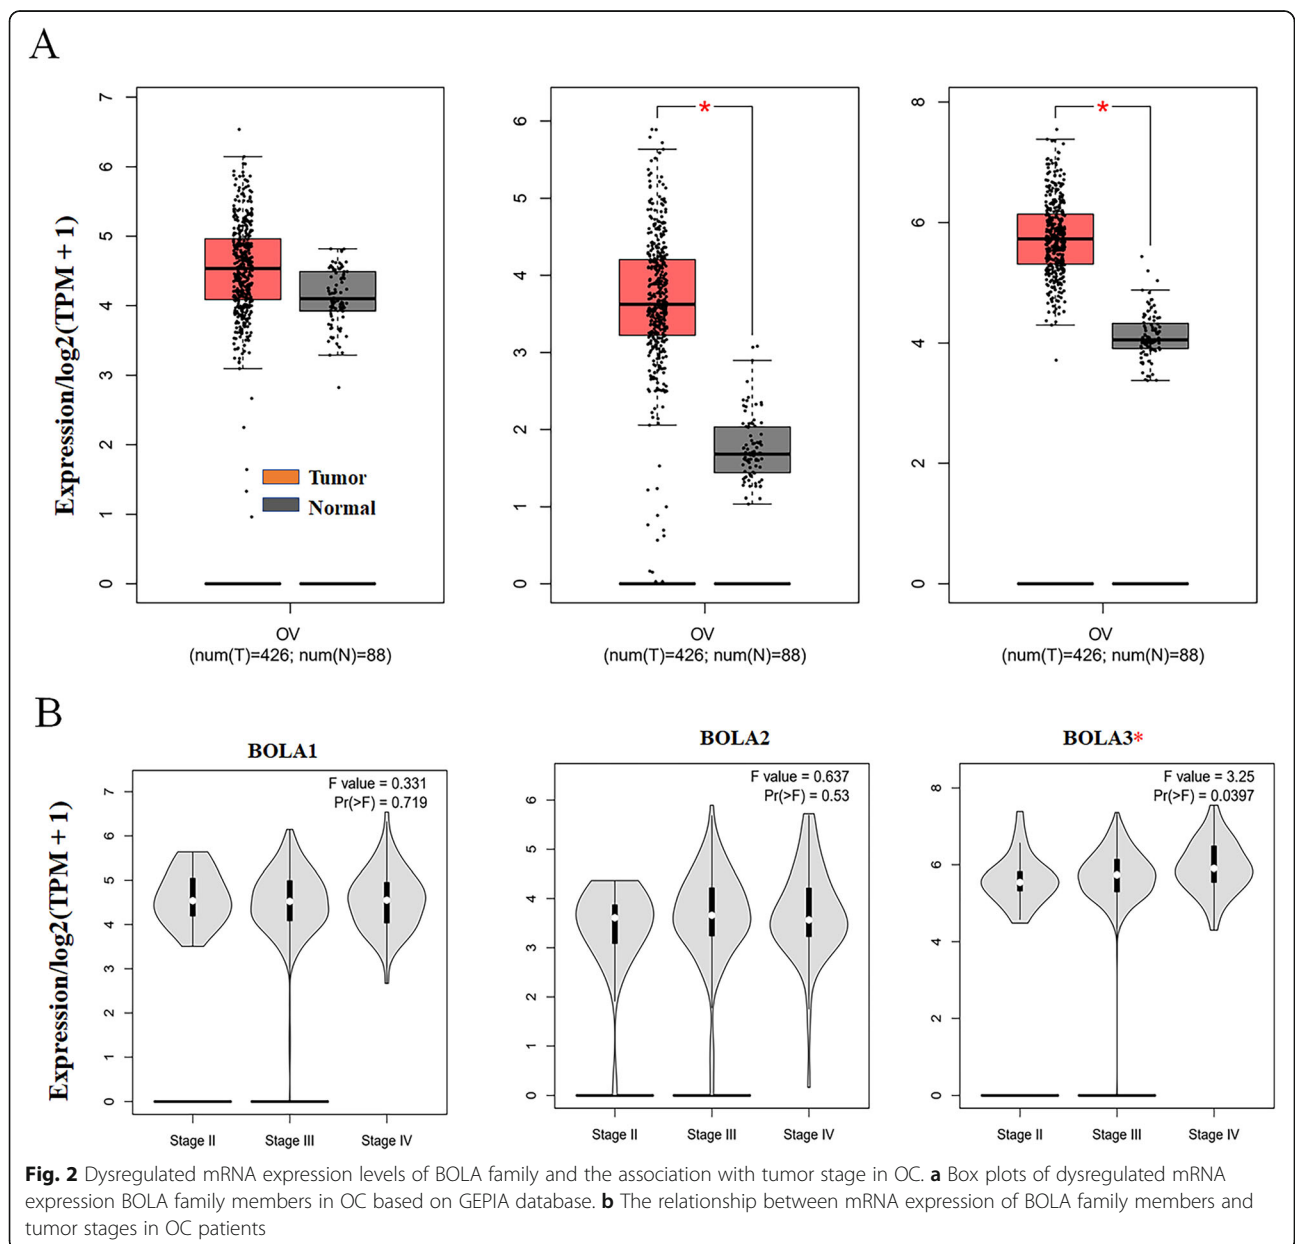 A
Expression/log2(TPM + 1)
7
6
5
4
3
2
1
0
Tumor
Normal
OV
(num(T)=426; num(N)=88)
6
5
4
3
2
1
0
*
OV
(num(T)=426; num(N)=88)
8
6
4
2
0
*
OV
(num(T)=426; num(N)=88)
B
Expression/log2(TPM + 1)
BOLA1
F value = 0.331
Pr(>F) = 0.719
7
6
5
4
3
2
1
0
Stage II
Stage III
Stage IV
BOLA2
F value = 0.637
Pr(>F) = 0.53
6
5
4
3
2
1
0
Stage II
Stage III
Stage IV
BOLA3*
F value = 3.25
Pr(>F) = 0.0397
8
6
4
2
0
Stage II
Stage III
Stage IV
Fig. 2 Dysregulated mRNA expression levels of BOLA family and the association with tumor stage in OC. a Box plots of dysregulated mRNA
expression BOLA family members in OC based on GEPIA database. b The relationship between mRNA expression of BOLA family members and
tumor stages in OC patients